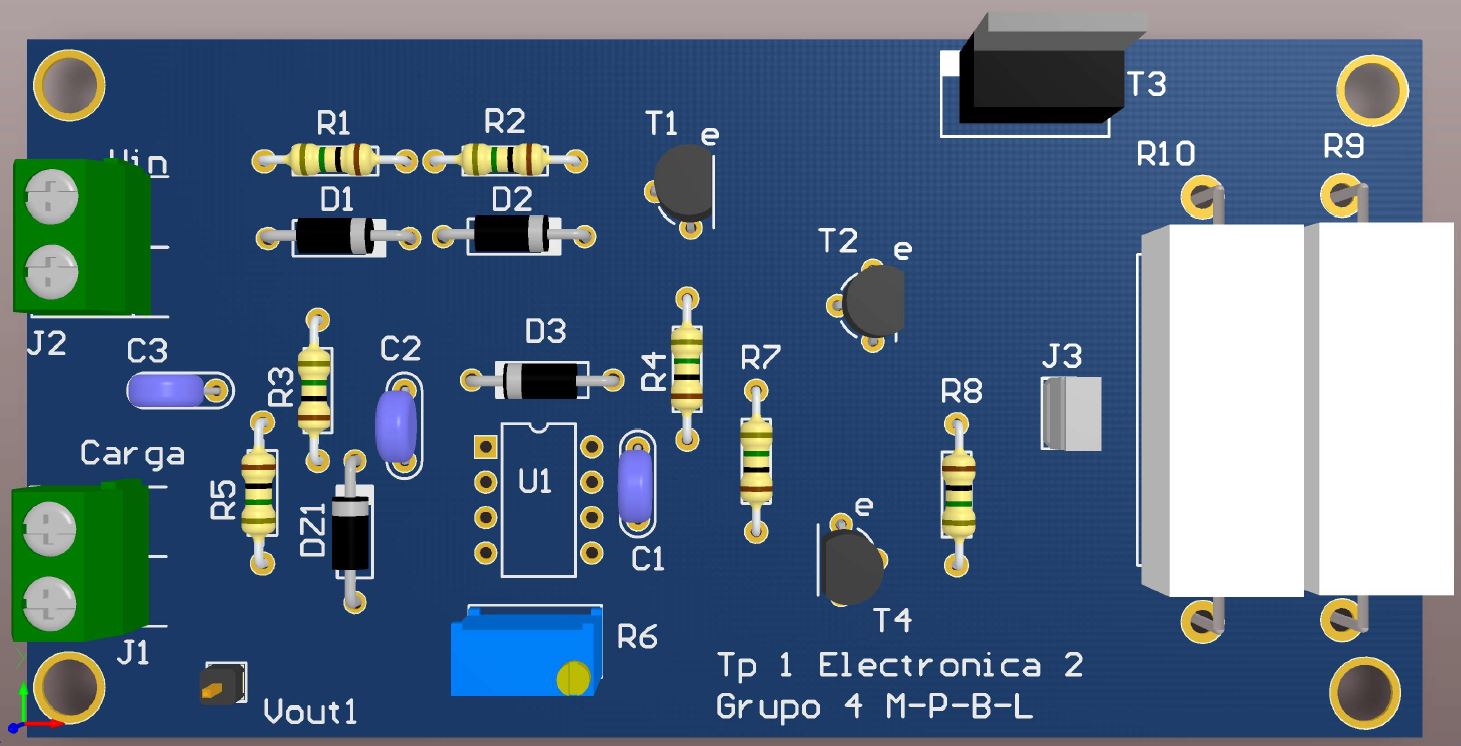 R1
R2
T1
e
T3
Vin
R10
R9
D1
D2
T2
e
J2
C3
C2
D3
R4
R7
J3
R3
R8
Carga
R5
DZ1
U1
C1
e
T4
J1
R6
Tp 1 Electronica 2
Vout1
Grupo 4 M-P-B-L